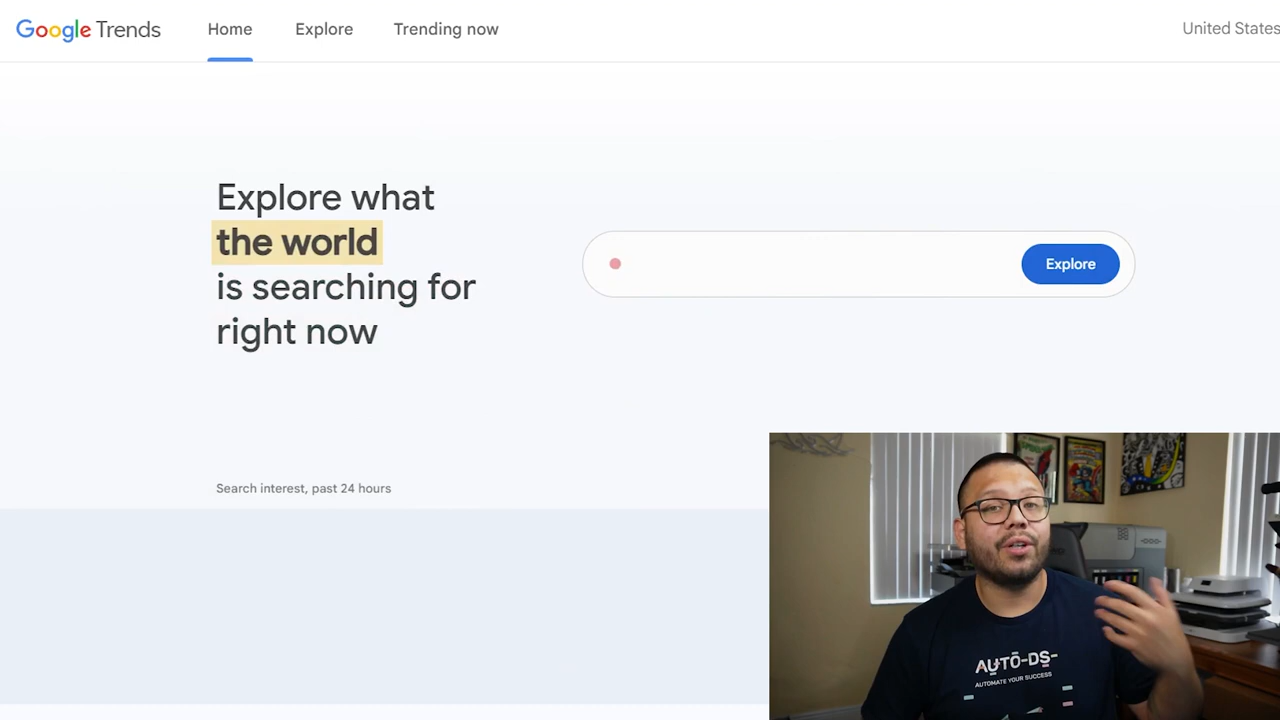 Google Trends
Home
Explore
Trending now
United States
Explore what
the world
is searching for
right now
Explore
Search interest, past 24 hours
AUTO-DS-
AUTOMATE YOUR SUCCESS